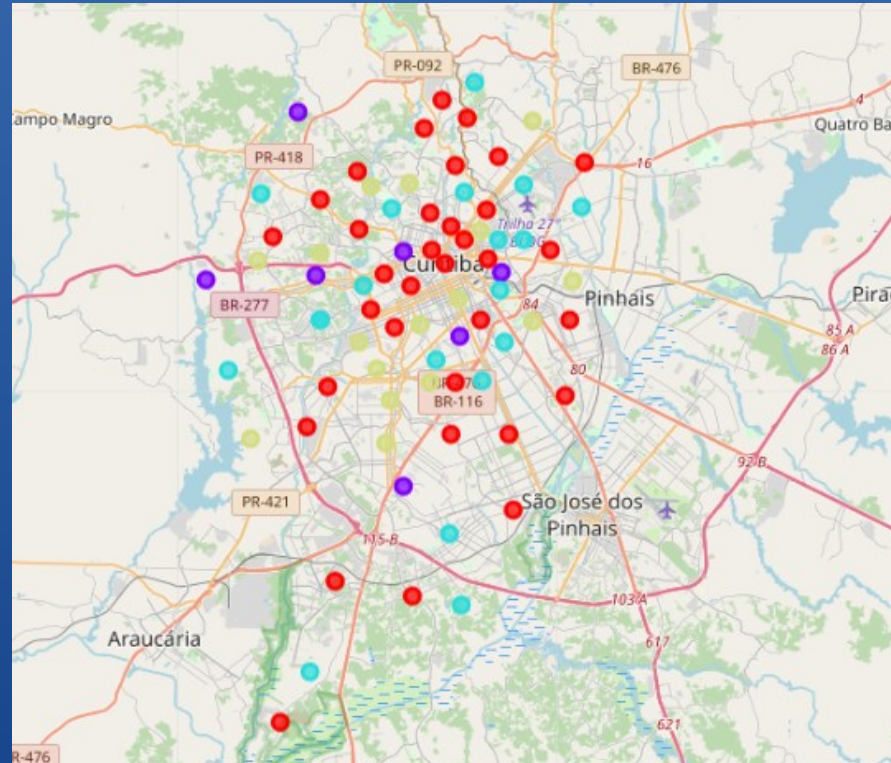 PR-092
BR-476
4
Campo Magro
Quatro Ba
PR-418
16
Trilha 27°
Curitiba
BR-277
Pinhais
Pira
84
85 A
86 A
80
BR-116
92 B
PR-421
São José dos
Pinhais
115-B
103 A
Araucária
617
621
R-476